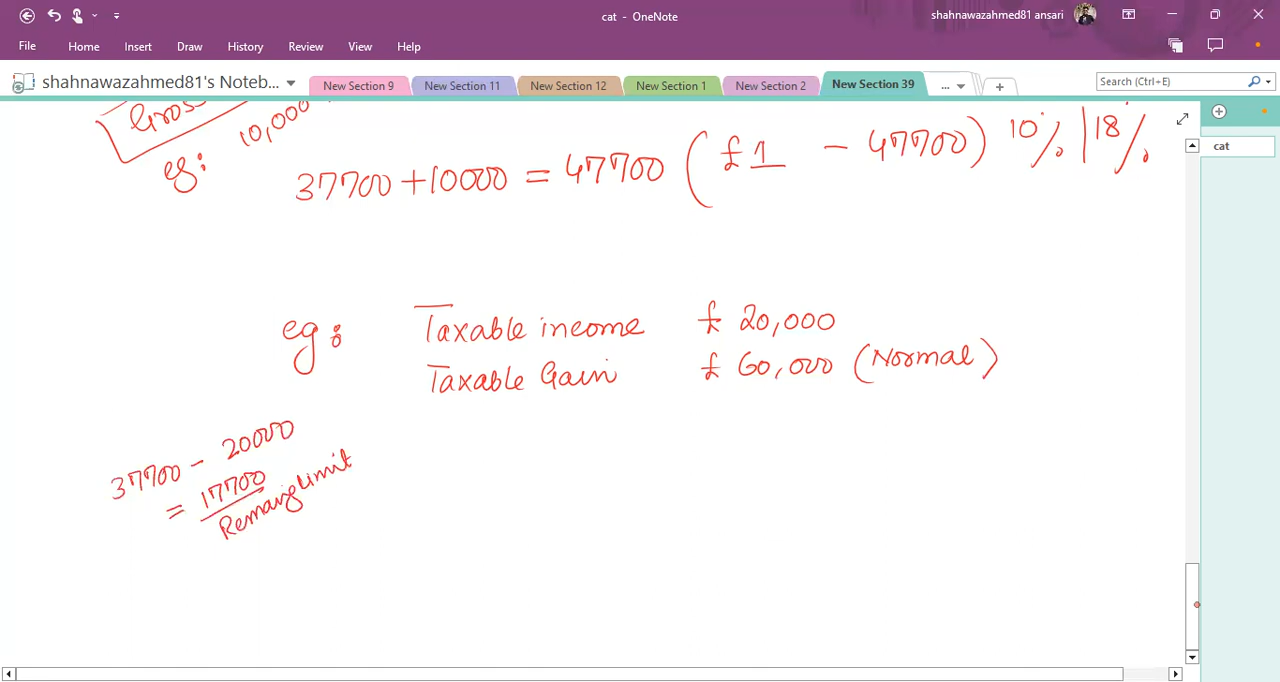 cat - OneNote
shahnawazahmed81 ansari
File Home Insert Draw History Review View Help
shahnawazahmed81's Noteb...
New Section 9 New Section 11 New Section 12 New Section 1 New Section 2 New Section 39 ...
Search (Ctrl+E)
cat
Gross
eg: 10,000
37700 + 10000 = 47700 (£1 - 47700) 10% | 18%
eg: Taxable income £ 20,000
Taxable Gain £ 60,000 (Normal)
37700 - 20000
= 17700
Remaing limit